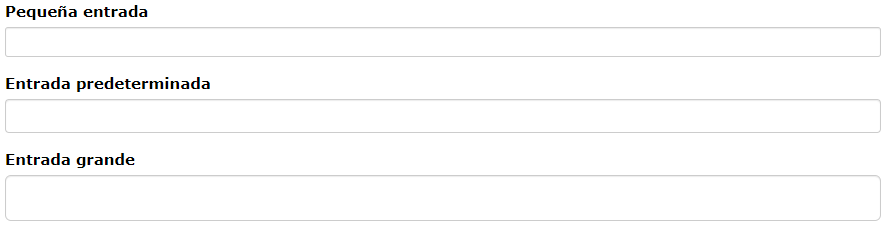 Pequeña entrada
Entrada predeterminada
Entrada grande